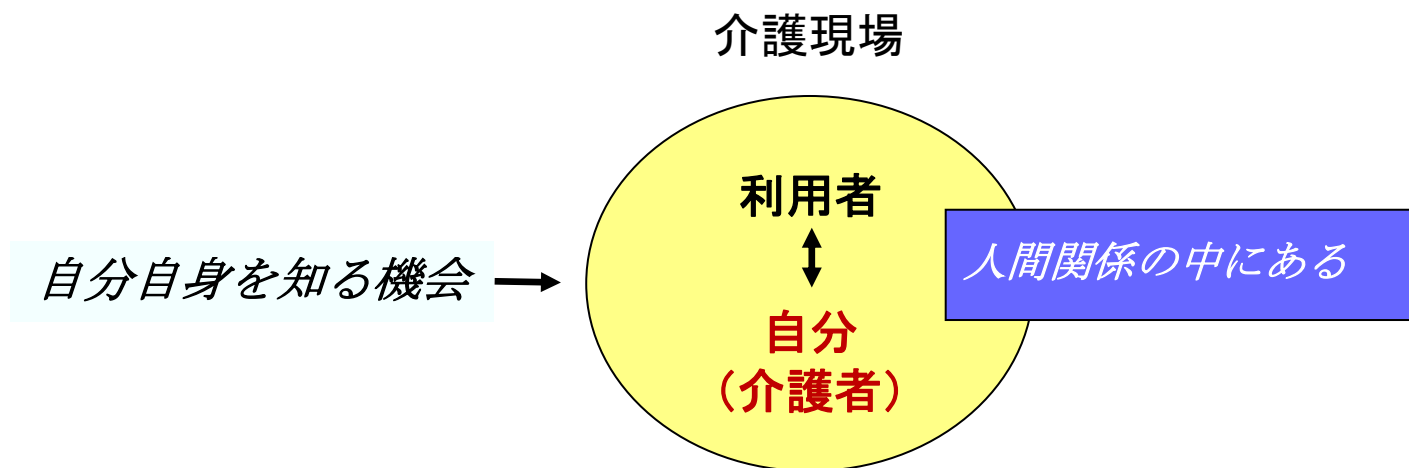 介護現場
利用者
自分自身を知る機会
人間関係の中にある
自分
（介護者）